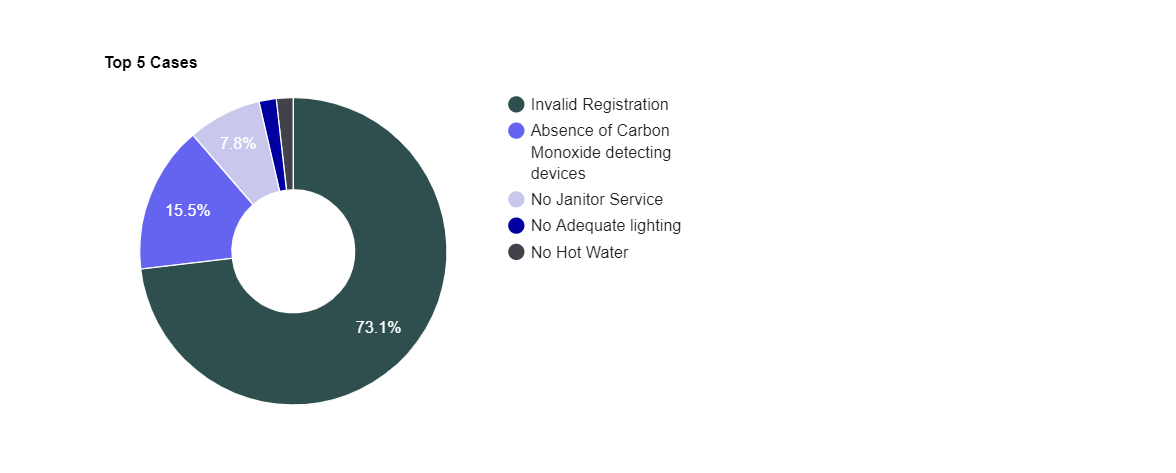 Top 5 Cases
Invalid Registration
Absence of Carbon
Monoxide detecting
devices
No Janitor Service
No Adequate lighting
No Hot Water
7.8%
15.5%
73.1%